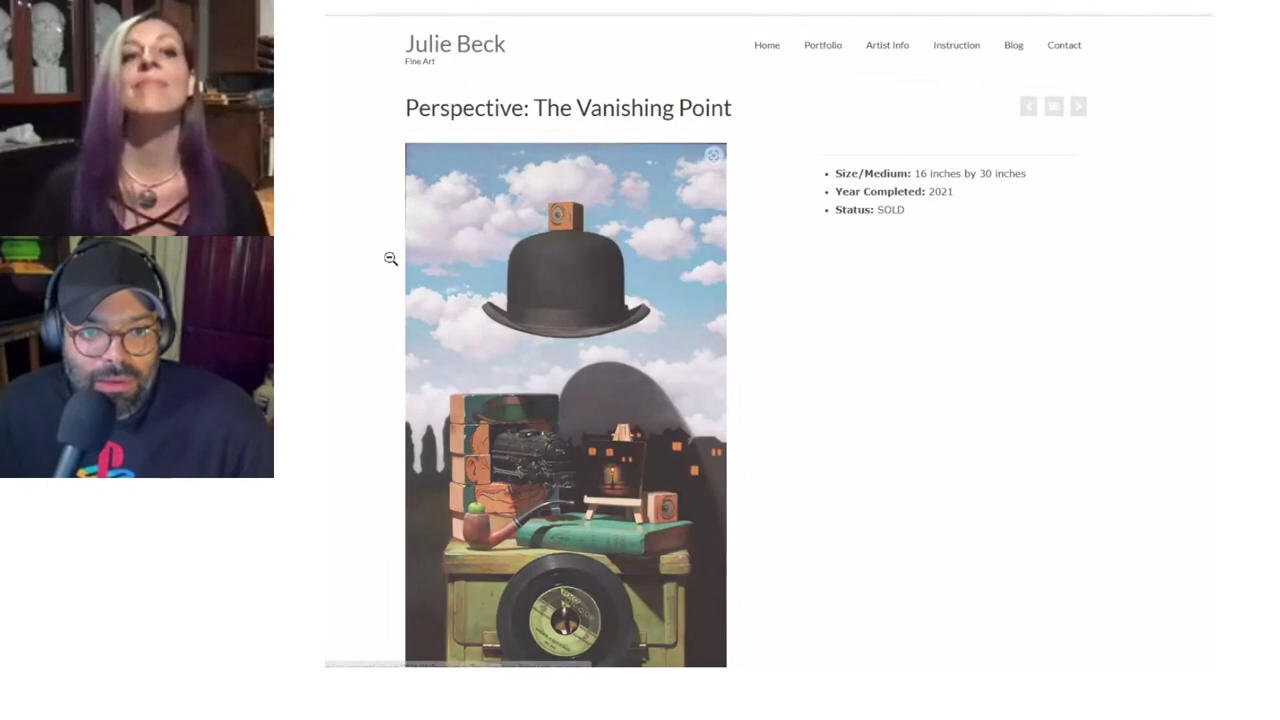 Julie Beck
Fine Art
Home Portfolio Artist Info Instruction Blog Contact
Perspective: The Vanishing Point
Size/Medium: 16 inches by 30 inches
Year Completed: 2021
Status: SOLD